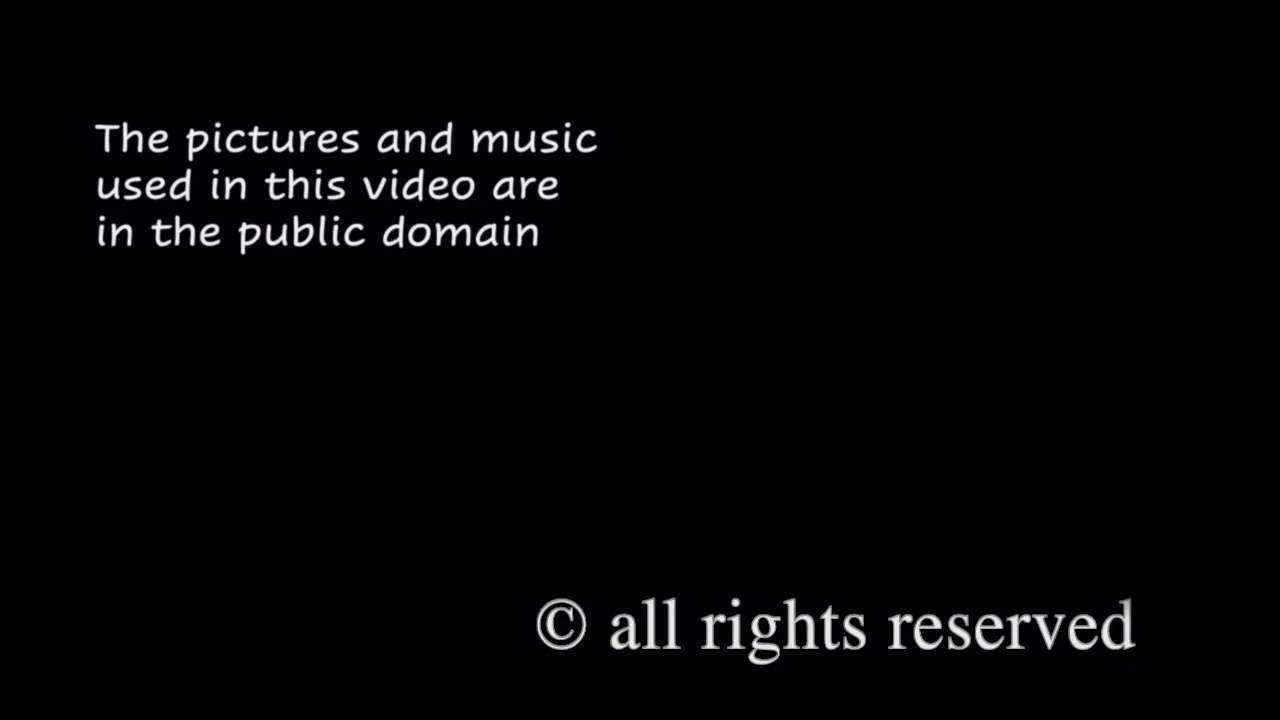 The pictures and music
used in this video are
in the public domain
© all rights reserved